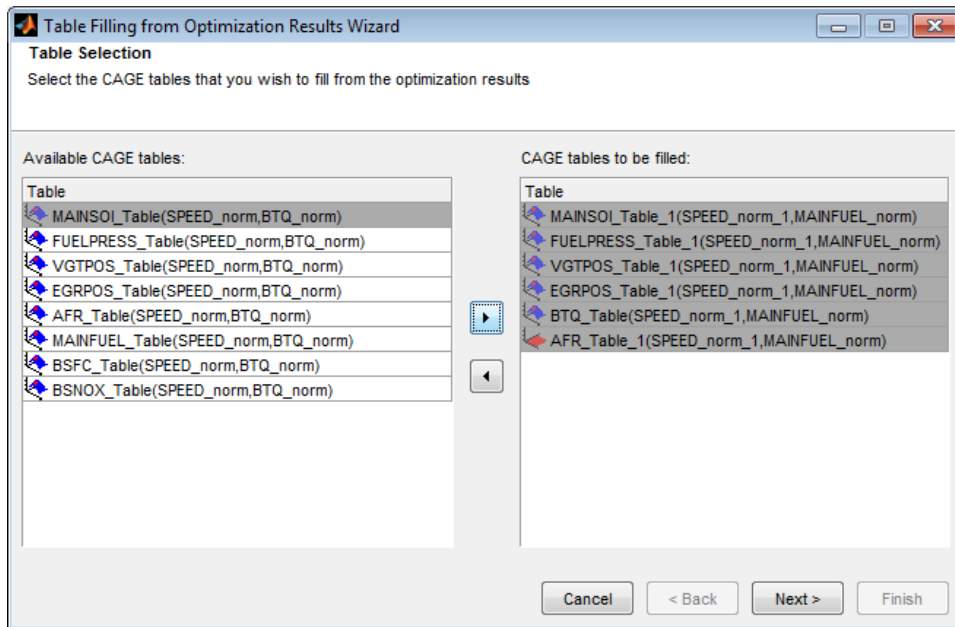 Table Filling from Optimization Results Wizard
Table Selection
Select the CAGE tables that you wish to fill from the optimization results
Available CAGE tables:
Table
MAINSOI_Table(SPEED_norm,BTQ_norm)
FUELPRESS_Table(SPEED_norm,BTQ_norm)
VGTPOS_Table(SPEED_norm,BTQ_norm)
EGRPOS_Table(SPEED_norm,BTQ_norm)
AFR_Table(SPEED_norm,BTQ_norm)
MAINFUEL_Table(SPEED_norm,BTQ_norm)
BSFC_Table(SPEED_norm,BTQ_norm)
BSNOX_Table(SPEED_norm,BTQ_norm)
CAGE tables to be filled:
Table
MAINSOI_Table_1(SPEED_norm_1,MAINFUEL_norm)
FUELPRESS_Table_1(SPEED_norm_1,MAINFUEL_norm)
VGTPOS_Table_1(SPEED_norm_1,MAINFUEL_norm)
EGRPOS_Table_1(SPEED_norm_1,MAINFUEL_norm)
BTQ_Table(SPEED_norm_1,MAINFUEL_norm)
AFR_Table_1(SPEED_norm_1,MAINFUEL_norm)
Cancel < Back Next > Finish